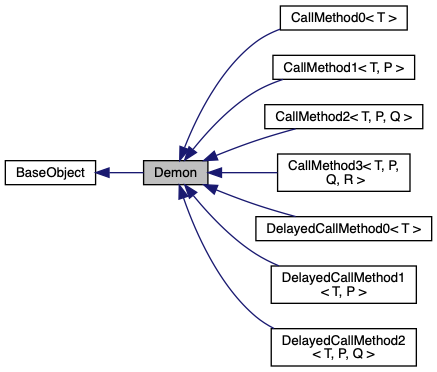 CallMethod0< T >
CallMethod1< T, P >
CallMethod2< T, P, Q >
BaseObject
Demon
CallMethod3< T, P,
Q, R >
DelayedCallMethod0< T >
DelayedCallMethod1
< T, P >
DelayedCallMethod2
< T, P, Q >